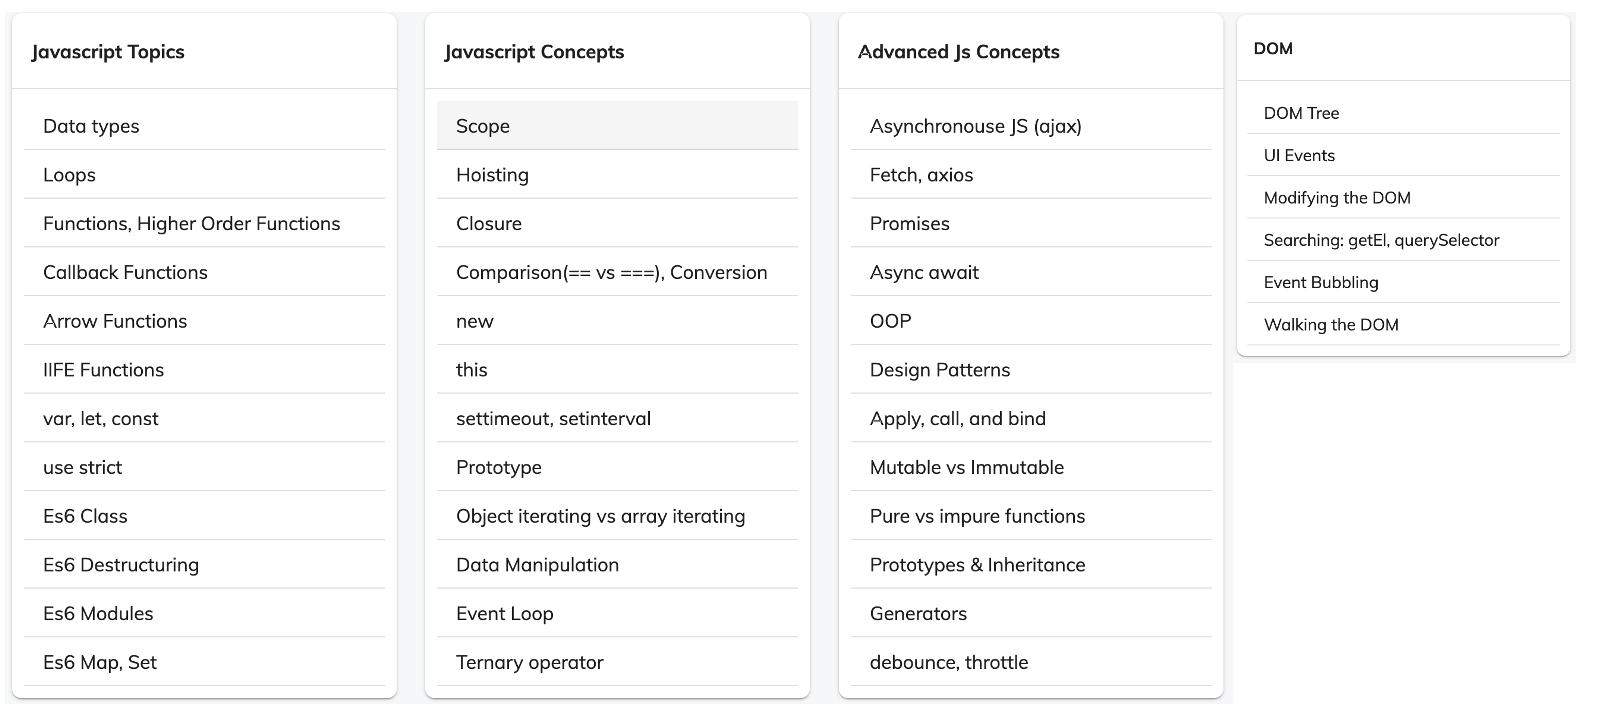 Javascript Topics
Data types
Loops
Functions, Higher Order Functions
Callback Functions
Arrow Functions
IIFE Functions
var, let, const
use strict
Es6 Class
Es6 Destructuring
Es6 Modules
Es6 Map, Set
Javascript Concepts
Scope
Hoisting
Closure
Comparison(== vs ===), Conversion
new
this
settimeout, setinterval
Prototype
Object iterating vs array iterating
Data Manipulation
Event Loop
Ternary operator
Advanced Js Concepts
Asynchronouse JS (ajax)
Fetch, axios
Promises
Async await
OOP
Design Patterns
Apply, call, and bind
Mutable vs Immutable
Pure vs impure functions
Prototypes & Inheritance
Generators
debounce, throttle
DOM
DOM Tree
UI Events
Modifying the DOM
Searching: getEl, querySelector
Event Bubbling
Walking the DOM